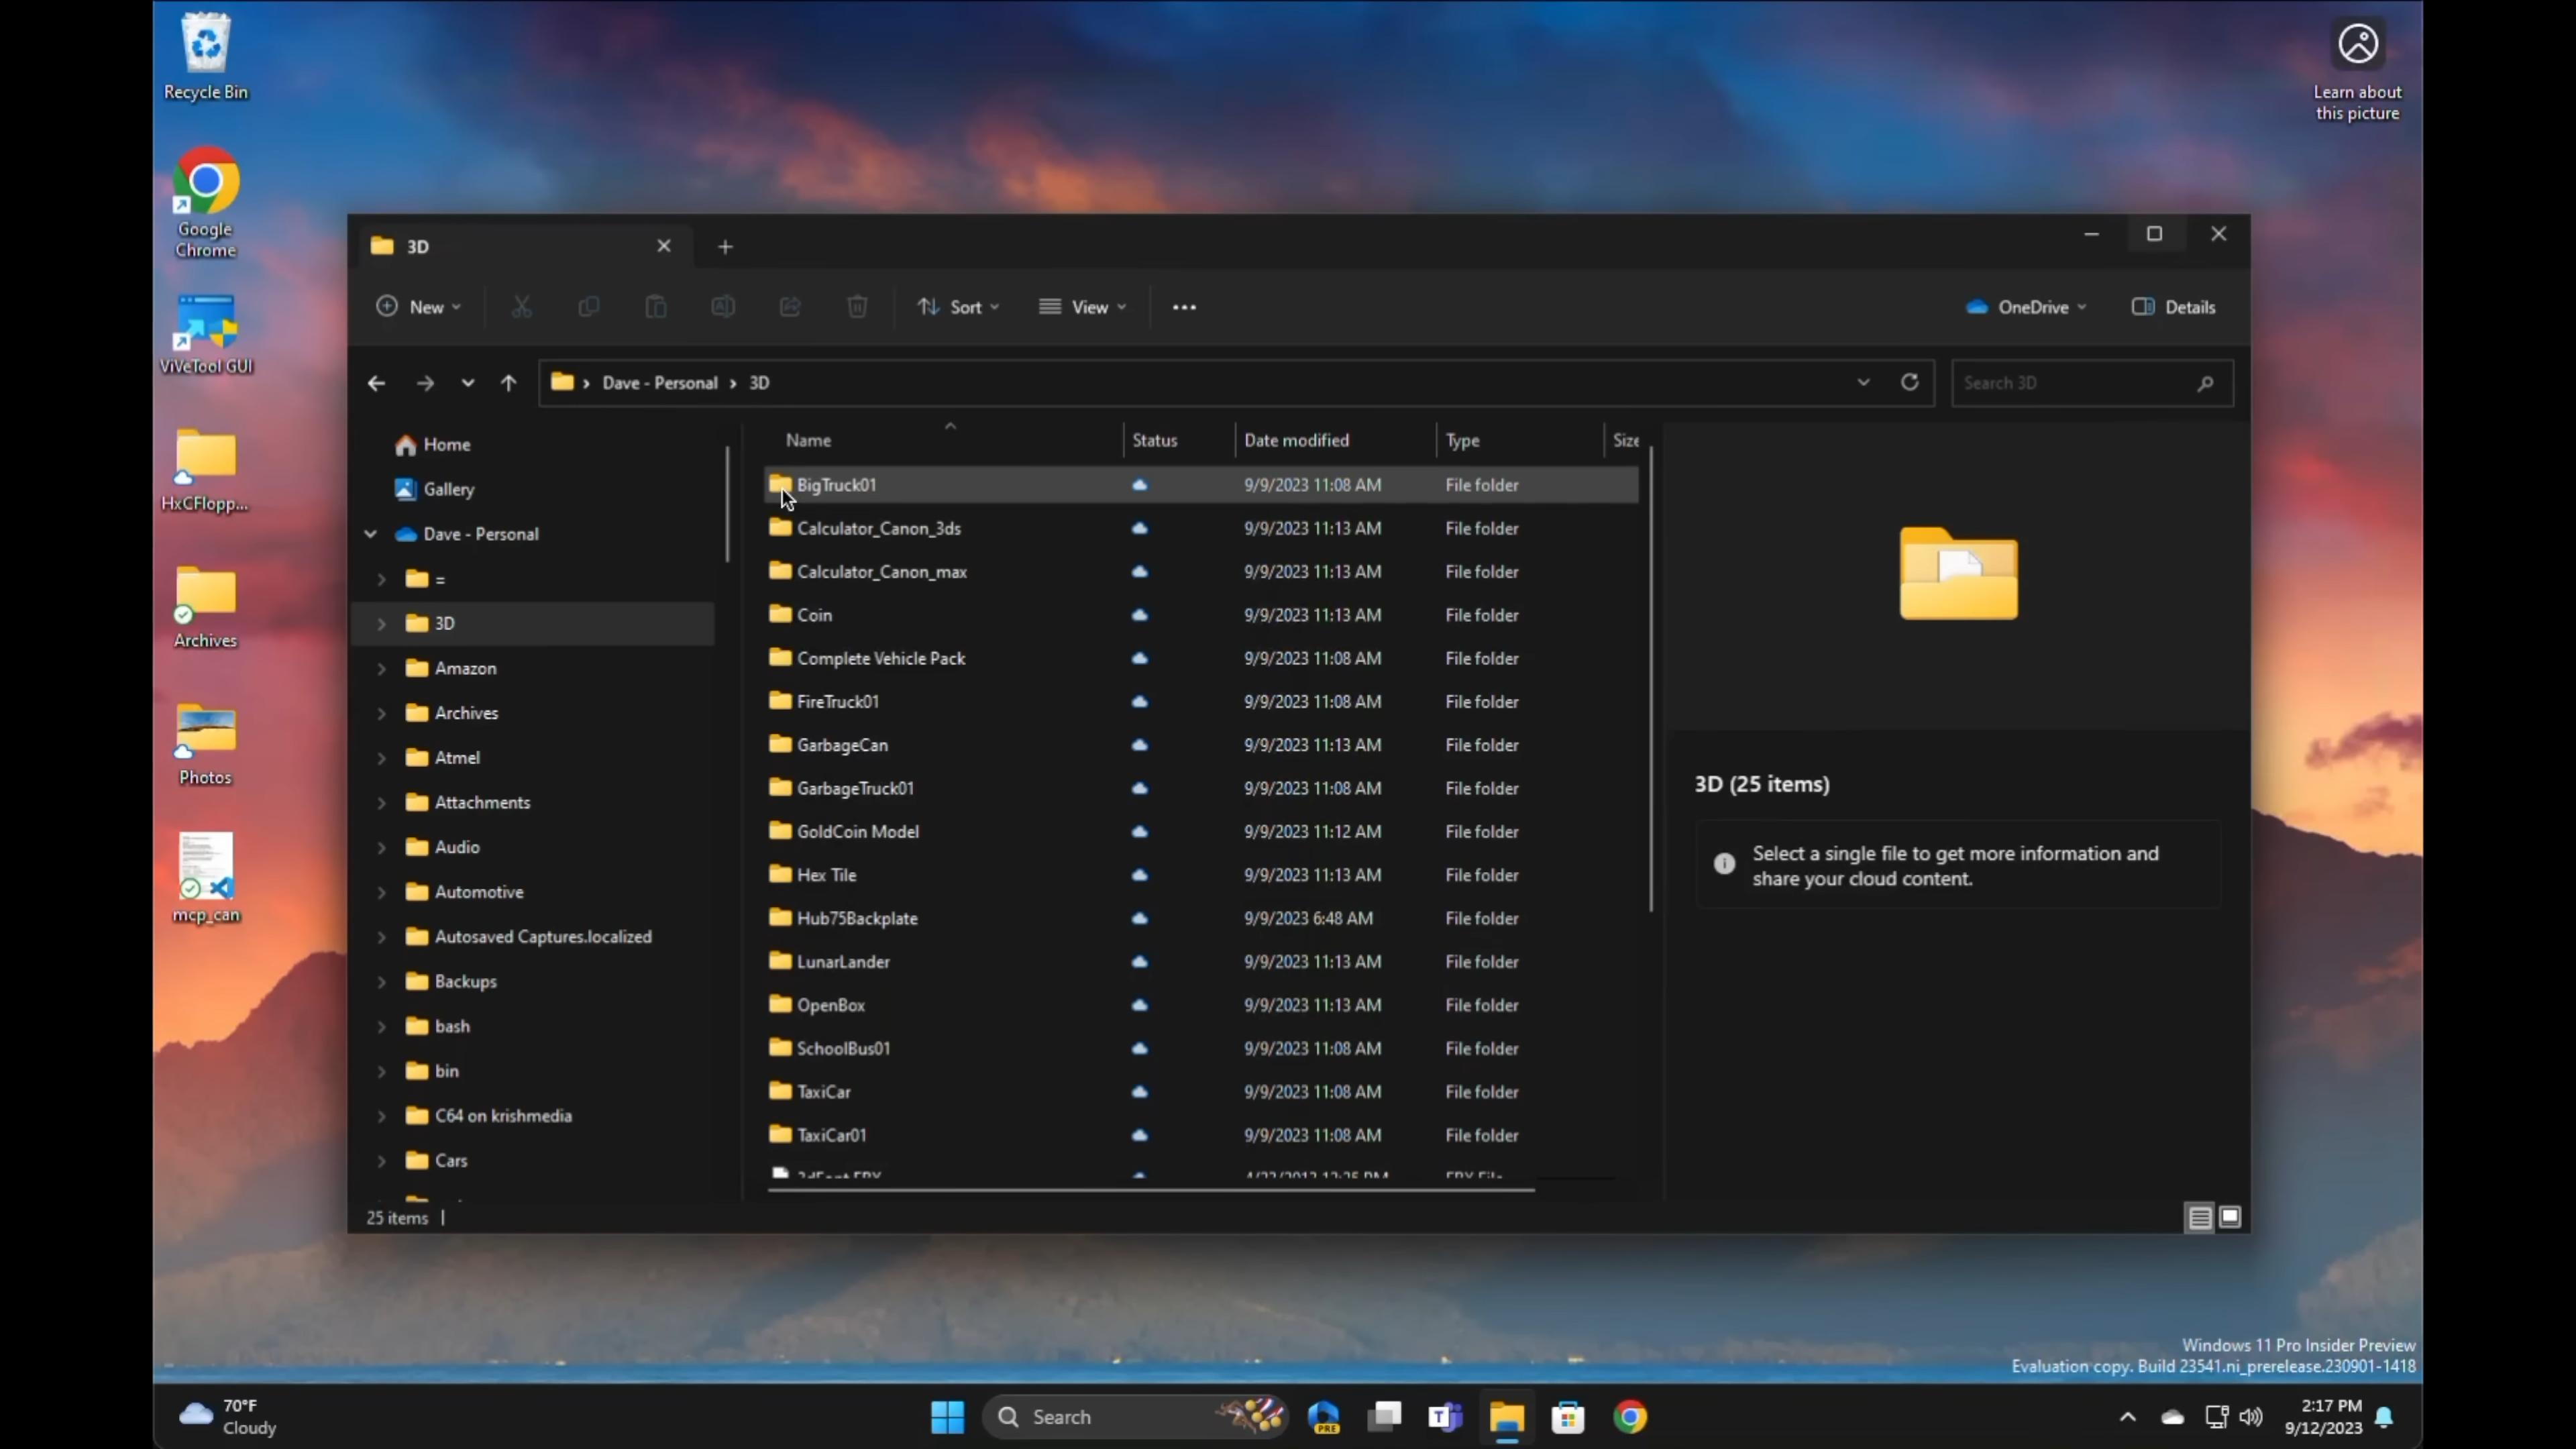 Recycle Bin
Learn about
this picture
Google
Chrome
ViVeTool GUI
HxCFlopp...
Archives
Photos
mcp_can
3D
New
Sort
View
OneDrive
Details
Dave - Personal
3D
Search 3D
Home
Gallery
Dave - Personal
=
3D
Amazon
Archives
Atmel
Attachments
Audio
Automotive
Autosaved Captures.localized
Backups
bash
bin
C64 on krishmedia
Cars
Name Status Date modified Type Size
BigTruck01 9/9/2023 11:08 AM File folder
Calculator_Canon_3ds 9/9/2023 11:13 AM File folder
Calculator_Canon_max 9/9/2023 11:13 AM File folder
Coin 9/9/2023 11:13 AM File folder
Complete Vehicle Pack 9/9/2023 11:08 AM File folder
FireTruck01 9/9/2023 11:08 AM File folder
GarbageCan 9/9/2023 11:13 AM File folder
GarbageTruck01 9/9/2023 11:08 AM File folder
GoldCoin Model 9/9/2023 11:12 AM File folder
Hex Tile 9/9/2023 11:13 AM File folder
Hub75Backplate 9/9/2023 6:48 AM File folder
LunarLander 9/9/2023 11:13 AM File folder
OpenBox 9/9/2023 11:13 AM File folder
SchoolBus01 9/9/2023 11:08 AM File folder
TaxiCar 9/9/2023 11:08 AM File folder
TaxiCar01 9/9/2023 11:08 AM File folder
3D (25 items)
Select a single file to get more information and
share your cloud content.
25 items
Windows 11 Pro Insider Preview
Evaluation copy. Build 23541.ni_prerelease.230901-1418
70°F
Cloudy
Search
PRE
T
2:17 PM
9/12/2023